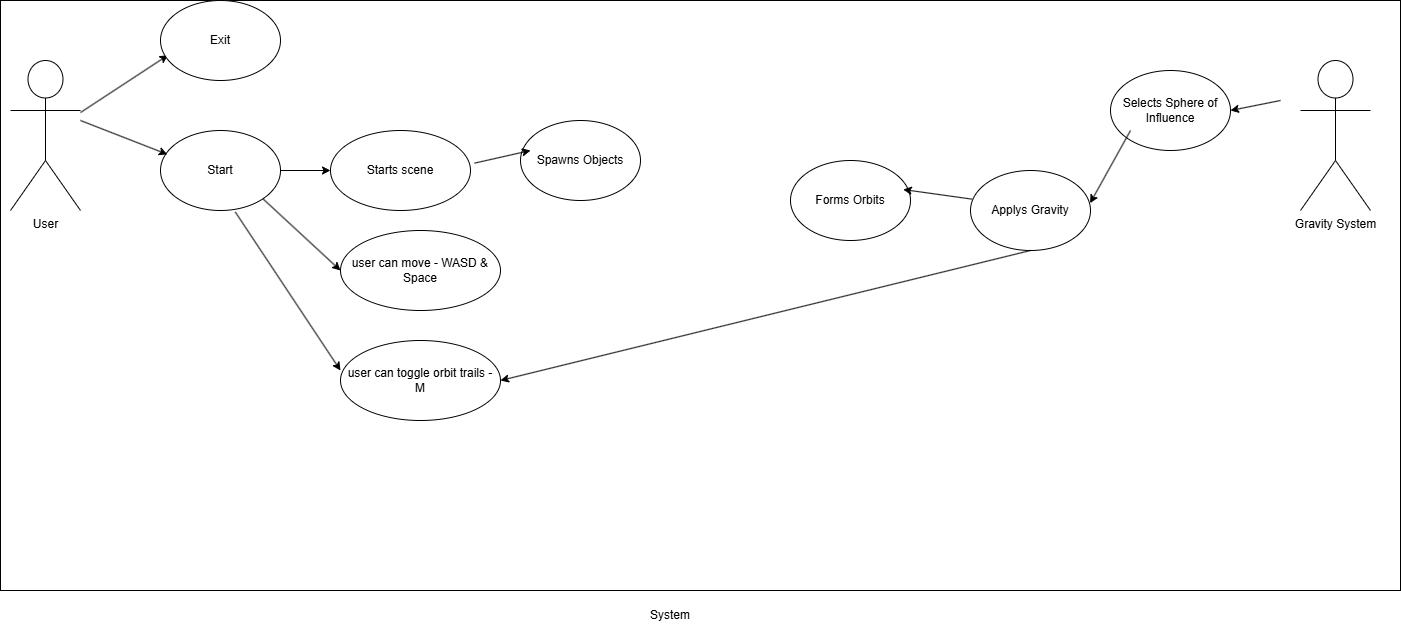 Exit
User
Start
Starts scene
Spawns Objects
user can move - WASD &
Space
user can toggle orbit trails -
M
Forms Orbits
Applys Gravity
Selects Sphere of
Influence
Gravity System
System